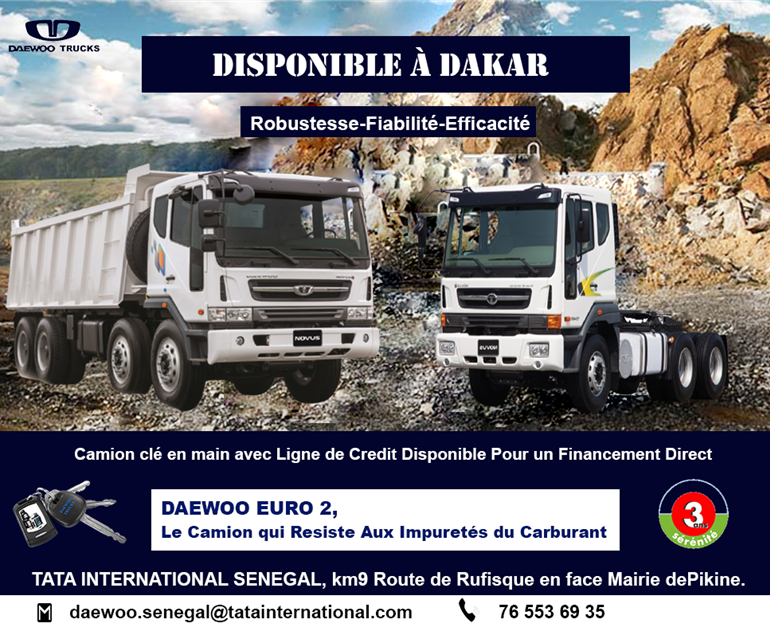 DAEWOO TRUCKS
DISPONIBLE À DAKAR
Robustesse-Fiabilité-Efficacité
NOVUS
Camion clé en main avec Ligne de Credit Disponible Pour un Financement Direct
DAEWOO EURO 2,
Le Camion qui Resiste Aux Impuretés du Carburant
3
ans
sérénité
TATA INTERNATIONAL SENEGAL, km9 Route de Rufisque en face Mairie dePikine.
daewoo.senegal@tatainternational.com
76 553 69 35